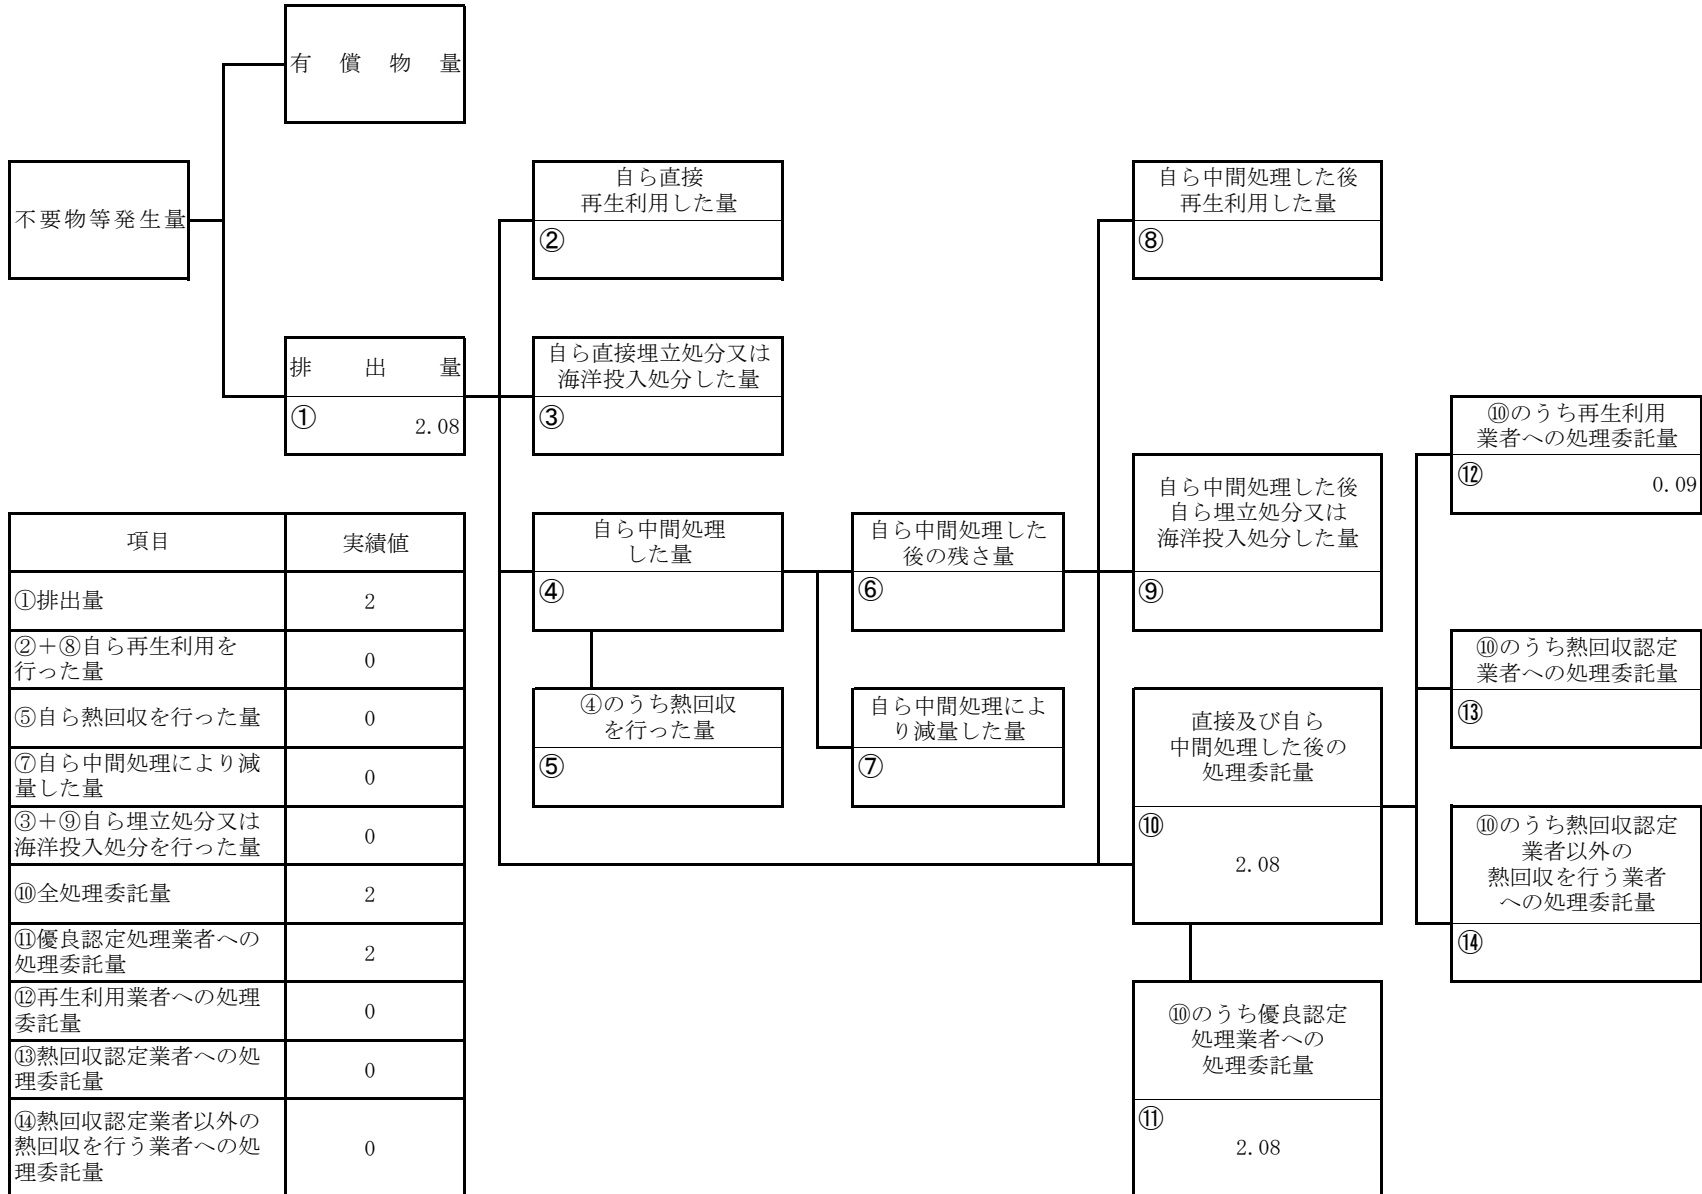 有償物量
不要物等発生量
排出量
① 2.08
自ら直接
再生利用した量
②
自ら直接埋立処分又は
海洋投入処分した量
③
自ら中間処理
した量
④
④のうち熱回収
を行った量
⑤
自ら中間処理した
後の残さ量
⑥
自ら中間処理によ
り減量した量
⑦
自ら中間処理した後
再生利用した量
⑧
自ら中間処理した後
自ら埋立処分又は
海洋投入処分した量
⑨
直接及び自ら
中間処理した後の
処理委託量
⑩
2.08
⑩のうち優良認定
処理業者への
処理委託量
⑪
2.08
⑩のうち再生利用
業者への処理委託量
⑫ 0.09
⑩のうち熱回収認定
業者への処理委託量
⑬
⑩のうち熱回収認定
業者以外の
熱回収を行う業者
への処理委託量
⑭
項目 実績値
①排出量 2
②+⑧自ら再生利用を
行った量 0
⑤自ら熱回収を行った量 0
⑦自ら中間処理により減
量した量 0
③+⑨自ら埋立処分又は
海洋投入処分を行った量 0
⑩全処理委託量 2
⑪優良認定処理業者への
処理委託量 2
⑫再生利用業者への処理
委託量 0
⑬熱回収認定業者への処
理委託量 0
⑭熱回収認定業者以外の
熱回収を行う業者への処 0
理委託量